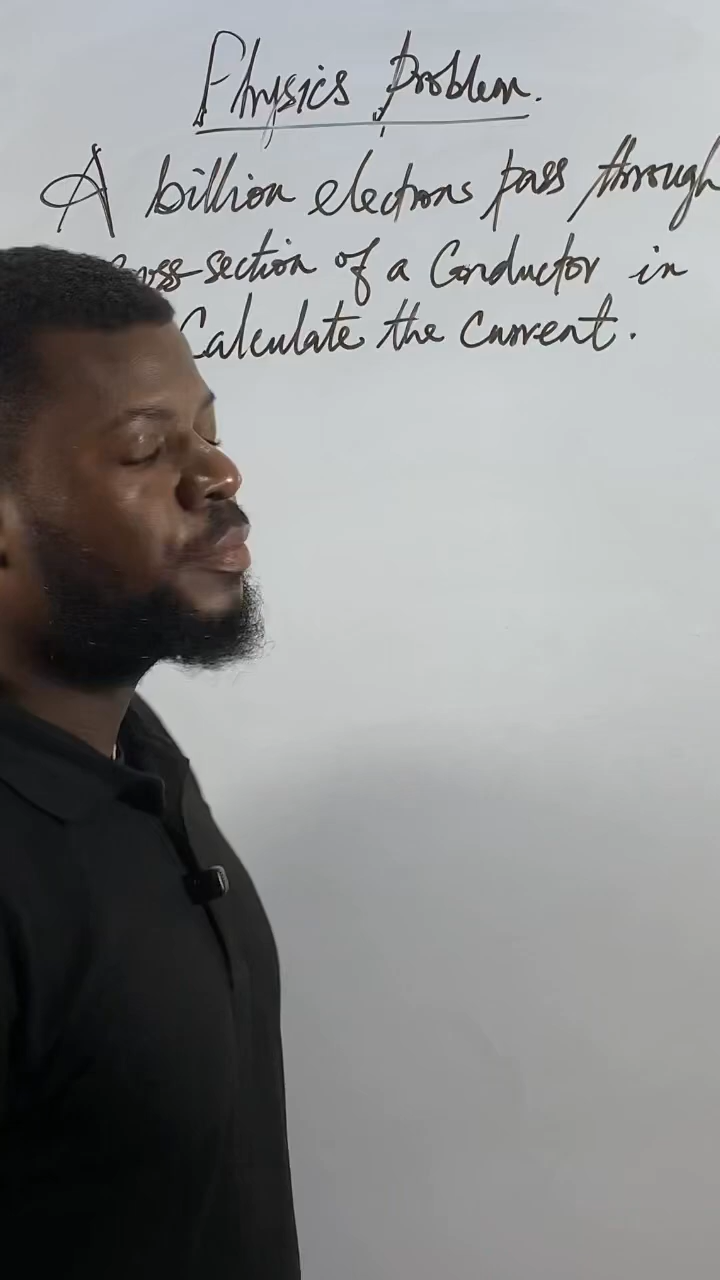 Physics Problem.
A billion electrons pass through
cross-section of a Conductor in
Calculate the Current.